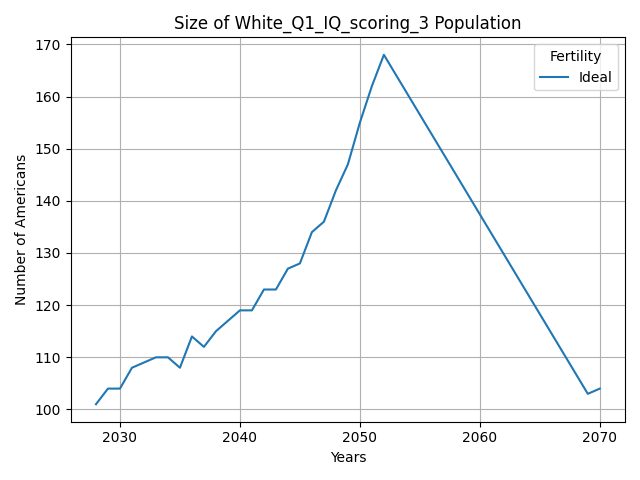 Size of White_Q1_IQ_scoring_3 Population
Number of Americans
170
160
150
140
130
120
110
100
Fertility
Ideal
2030 2040 2050 2060 2070
Years